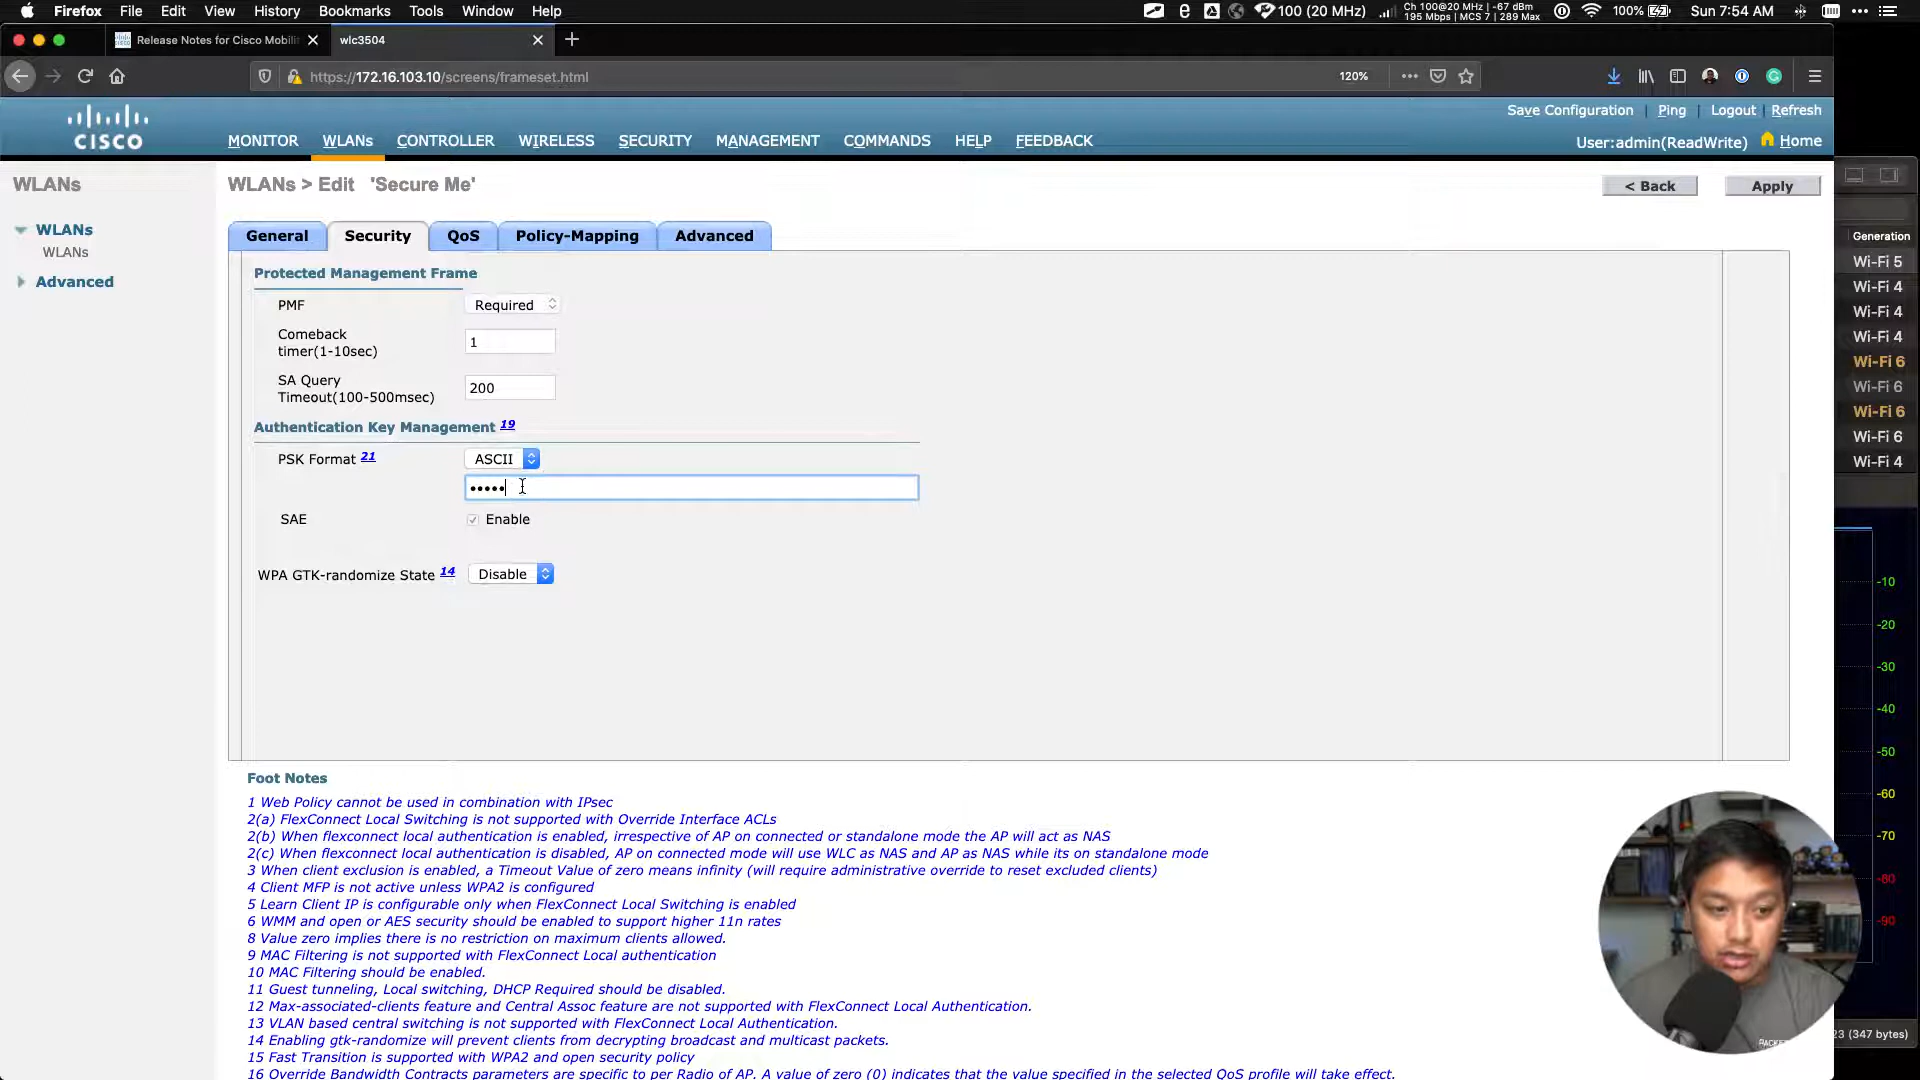 Firefox File Edit View History Bookmarks Tools Window Help
100 (20 MHz)
Ch 100@20 MHz | -67 dBm
195 Mbps | MCS 7 | 289 Max
100% Sun 7:54 AM
Release Notes for Cisco Mobili
wlc3504
https://172.16.103.10/screens/frameset.html
120%
Save Configuration | Ping | Logout | Refresh
CISCO
MONITOR WLANs CONTROLLER WIRELESS SECURITY MANAGEMENT COMMANDS HELP FEEDBACK
User:admin(ReadWrite) Home
WLANs
WLANs
WLANs
Advanced
WLANs > Edit 'Secure Me'
< Back
Apply
General Security QoS Policy-Mapping Advanced
Protected Management Frame
PMF Required
Comeback
timer(1-10sec)
1
SA Query
Timeout(100-500msec)
200
Authentication Key Management 19
PSK Format 21 ASCII
•••••
SAE Enable
WPA GTK-randomize State 14 Disable
Foot Notes
1 Web Policy cannot be used in combination with IPsec
2(a) FlexConnect Local Switching is not supported with Override Interface ACLs
2(b) When flexconnect local authentication is enabled, irrespective of AP on connected or standalone mode the AP will act as NAS
2(c) When flexconnect local authentication is disabled, AP on connected mode will use WLC as NAS and AP as NAS while its on standalone mode
3 When client exclusion is enabled, a Timeout Value of zero means infinity (will require administrative override to reset excluded clients)
4 Client MFP is not active unless WPA2 is configured
5 Learn Client IP is configurable only when FlexConnect Local Switching is enabled
6 WMM and open or AES security should be enabled to support higher 11n rates
8 Value zero implies there is no restriction on maximum clients allowed.
9 MAC Filtering is not supported with FlexConnect Local authentication
10 MAC Filtering should be enabled.
11 Guest tunneling, Local switching, DHCP Required should be disabled.
12 Max-associated-clients feature and Central Assoc feature are not supported with FlexConnect Local Authentication.
13 VLAN based central switching is not supported with FlexConnect Local Authentication.
14 Enabling gtk-randomize will prevent clients from decrypting broadcast and multicast packets.
15 Fast Transition is supported with WPA2 and open security policy
16 Override Bandwidth Contracts parameters are specific to per Radio of AP. A value of zero (0) indicates that the value specified in the selected QoS profile will take effect.
Generation
Wi-Fi 5
Wi-Fi 4
Wi-Fi 4
Wi-Fi 4
Wi-Fi 6
Wi-Fi 6
Wi-Fi 6
Wi-Fi 6
Wi-Fi 4
-10
-20
-30
-40
-50
-60
-70
-80
-90
23 (347 bytes)